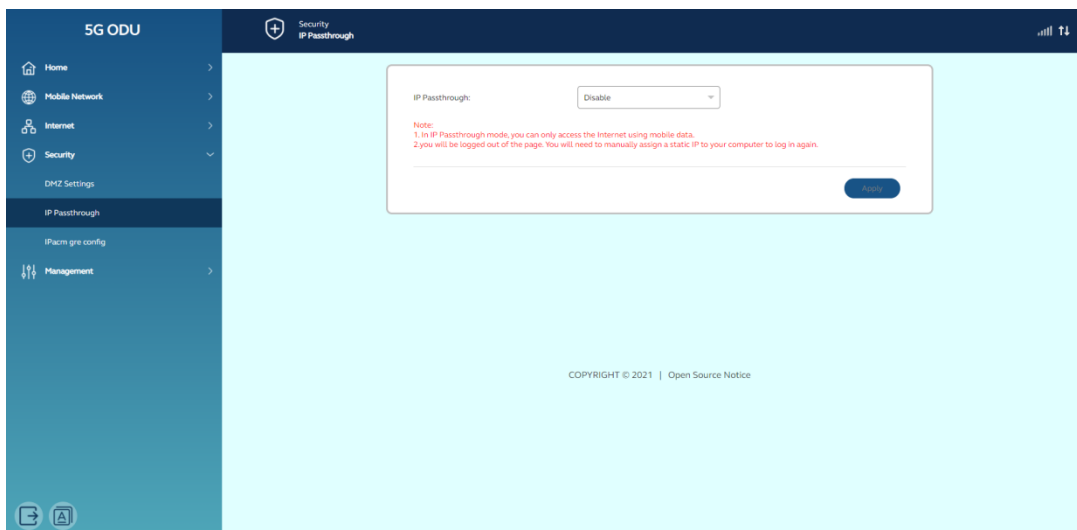 5G ODU
Security
IP Passthrough
Home
Mobile Network
Internet
Security
DMZ Settings
IP Passthrough
IPacm gre config
Management
IP Passthrough:
Disable
Note:
1. In IP Passthrough mode, you can only access the Internet using mobile data.
2.you will be logged out of the page. You will need to manually assign a static IP to your computer to log in again.
Apply
COPYRIGHT © 2021 | Open Source Notice
A